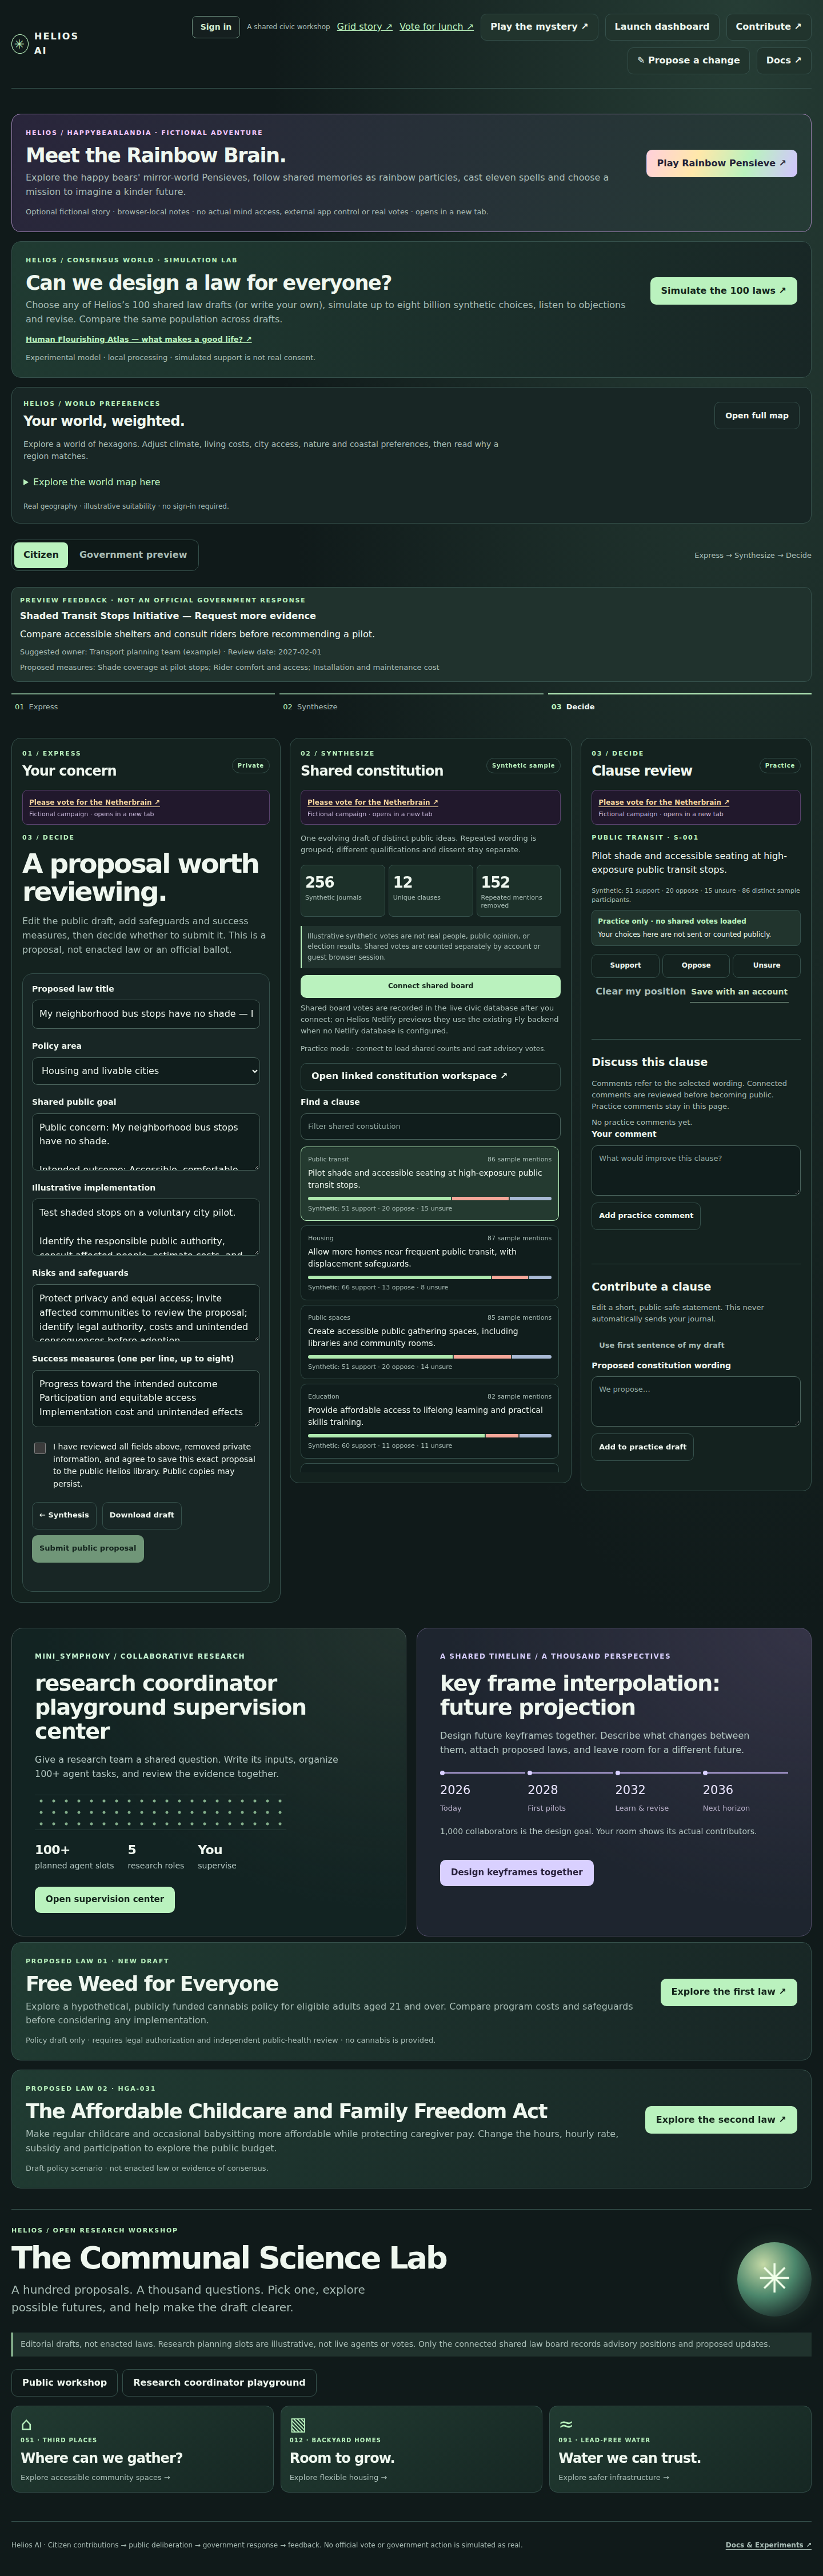 HELIOS
AI
Sign in
A shared civic workshop
Grid story ↗
Vote for lunch ↗
Play the mystery ↗
Launch dashboard
Contribute ↗
✎ Propose a change
Docs ↗
HELIOS / HAPPYBEARLANDIA · FICTIONAL ADVENTURE
Meet the Rainbow Brain.
Explore the happy bears' mirror-world Pensieves, follow shared memories as rainbow particles, cast eleven spells and choose a
mission to imagine a kinder future.
Optional fictional story · browser-local notes · no actual mind access, external app control or real votes · opens in a new tab.
Play Rainbow Pensieve ↗
HELIOS / CONSENSUS WORLD · SIMULATION LAB
Can we design a law for everyone?
Choose any of Helios's 100 shared law drafts (or write your own), simulate up to eight billion synthetic choices, listen to objections
and revise. Compare the same population across drafts.
Human Flourishing Atlas — what makes a good life? ↗
Experimental model · local processing · simulated support is not real consent.
Simulate the 100 laws ↗
HELIOS / WORLD PREFERENCES
Your world, weighted.
Explore a world of hexagons. Adjust climate, living costs, city access, nature and coastal preferences, then read why a
region matches.
▶ Explore the world map here
Real geography · illustrative suitability · no sign-in required.
Open full map
Citizen
Government preview
Express → Synthesize → Decide
PREVIEW FEEDBACK · NOT AN OFFICIAL GOVERNMENT RESPONSE
Shaded Transit Stops Initiative — Request more evidence
Compare accessible shelters and consult riders before recommending a pilot.
Suggested owner: Transport planning team (example) · Review date: 2027-02-01
Proposed measures: Shade coverage at pilot stops; Rider comfort and access; Installation and maintenance cost
01 Express
02 Synthesize
03 Decide
01 / EXPRESS
Your concern
Private
Please vote for the Netherbrain ↗
Fictional campaign · opens in a new tab
03 / DECIDE
A proposal worth
reviewing.
Edit the public draft, add safeguards and success
measures, then decide whether to submit it. This is a
proposal, not enacted law or an official ballot.
Proposed law title
My neighborhood bus stops have no shade — I
Policy area
Housing and livable cities
Shared public goal
Public concern: My neighborhood bus stops
have no shade.
Intended outcome: Accessible, comfortable
Illustrative implementation
Test shaded stops on a voluntary city pilot.
Identify the responsible public authority,
consult affected people, estimate costs, and
Risks and safeguards
Protect privacy and equal access; invite
affected communities to review the proposal;
identify legal authority, costs and unintended
consequences before adoption.
Success measures (one per line, up to eight)
Progress toward the intended outcome
Participation and equitable access
Implementation cost and unintended effects
I have reviewed all fields above, removed private
information, and agree to save this exact proposal
to the public Helios library. Public copies may
persist.
← Synthesis
Download draft
Submit public proposal
02 / SYNTHESIZE
Shared constitution
Synthetic sample
Please vote for the Netherbrain ↗
Fictional campaign · opens in a new tab
One evolving draft of distinct public ideas. Repeated wording is
grouped; different qualifications and dissent stay separate.
256
Synthetic journals
12
Unique clauses
152
Repeated mentions
removed
Illustrative synthetic votes are not real people, public opinion, or
election results. Shared votes are counted separately by account or
guest browser session.
Connect shared board
Shared board votes are recorded in the live civic database after you
connect; on Helios Netlify previews they use the existing Fly backend
when no Netlify database is configured.
Practice mode · connect to load shared counts and cast advisory votes.
Open linked constitution workspace ↗
Find a clause
Filter shared constitution
Public transit
86 sample mentions
Pilot shade and accessible seating at high-exposure public
transit stops.
Synthetic: 51 support · 20 oppose · 15 unsure
Housing
87 sample mentions
Allow more homes near frequent public transit, with
displacement safeguards.
Synthetic: 66 support · 13 oppose · 8 unsure
Public spaces
85 sample mentions
Create accessible public gathering spaces, including
libraries and community rooms.
Synthetic: 51 support · 20 oppose · 14 unsure
Education
82 sample mentions
Provide affordable access to lifelong learning and practical
skills training.
Synthetic: 60 support · 11 oppose · 11 unsure
03 / DECIDE
Clause review
Practice
Please vote for the Netherbrain ↗
Fictional campaign · opens in a new tab
PUBLIC TRANSIT · S-001
Pilot shade and accessible seating at high-
exposure public transit stops.
Synthetic: 51 support · 20 oppose · 15 unsure · 86 distinct sample
participants.
Practice only · no shared votes loaded
Your choices here are not sent or counted publicly.
Support
Oppose
Unsure
Clear my position
Save with an account
Discuss this clause
Comments refer to the selected wording. Connected
comments are reviewed before becoming public.
Practice comments stay in this page.
No practice comments yet.
Your comment
What would improve this clause?
Add practice comment
Contribute a clause
Edit a short, public-safe statement. This never
automatically sends your journal.
Use first sentence of my draft
Proposed constitution wording
We propose…
Add to practice draft
MINI_SYMPHONY / COLLABORATIVE RESEARCH
research coordinator
playground supervision
center
Give a research team a shared question. Write its inputs, organize
100+ agent tasks, and review the evidence together.
100+
planned agent slots
5
research roles
You
supervise
Open supervision center
A SHARED TIMELINE / A THOUSAND PERSPECTIVES
key frame interpolation:
future projection
Design future keyframes together. Describe what changes between
them, attach proposed laws, and leave room for a different future.
2026
Today
2028
First pilots
2032
Learn & revise
2036
Next horizon
1,000 collaborators is the design goal. Your room shows its actual contributors.
Design keyframes together
PROPOSED LAW 01 · NEW DRAFT
Free Weed for Everyone
Explore a hypothetical, publicly funded cannabis policy for eligible adults aged 21 and over. Compare program costs and safeguards
before considering any implementation.
Policy draft only · requires legal authorization and independent public-health review · no cannabis is provided.
Explore the first law ↗
PROPOSED LAW 02 · HGA-031
The Affordable Childcare and Family Freedom Act
Make regular childcare and occasional babysitting more affordable while protecting caregiver pay. Change the hours, hourly rate,
subsidy and participation to explore the public budget.
Draft policy scenario · not enacted law or evidence of consensus.
Explore the second law ↗
HELIOS / OPEN RESEARCH WORKSHOP
The Communal Science Lab
A hundred proposals. A thousand questions. Pick one, explore
possible futures, and help make the draft clearer.
Editorial drafts, not enacted laws. Research planning slots are illustrative, not live agents or votes. Only the connected shared law board records advisory positions and proposed updates.
Public workshop
Research coordinator playground
051 · THIRD PLACES
Where can we gather?
Explore accessible community spaces →
012 · BACKYARD HOMES
Room to grow.
Explore flexible housing →
091 · LEAD-FREE WATER
Water we can trust.
Explore safer infrastructure →
Helios AI · Citizen contributions → public deliberation → government response → feedback. No official vote or government action is simulated as real.
Docs & Experiments ↗